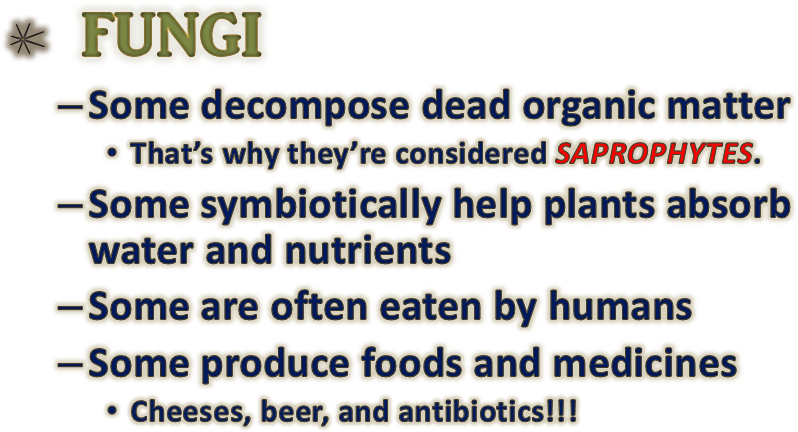 FUNGI
–Some decompose dead organic matter
• That’s why they’re considered SAPROPHYTES.
–Some symbiotically help plants absorb
water and nutrients
–Some are often eaten by humans
–Some produce foods and medicines
• Cheeses, beer, and antibiotics!!!